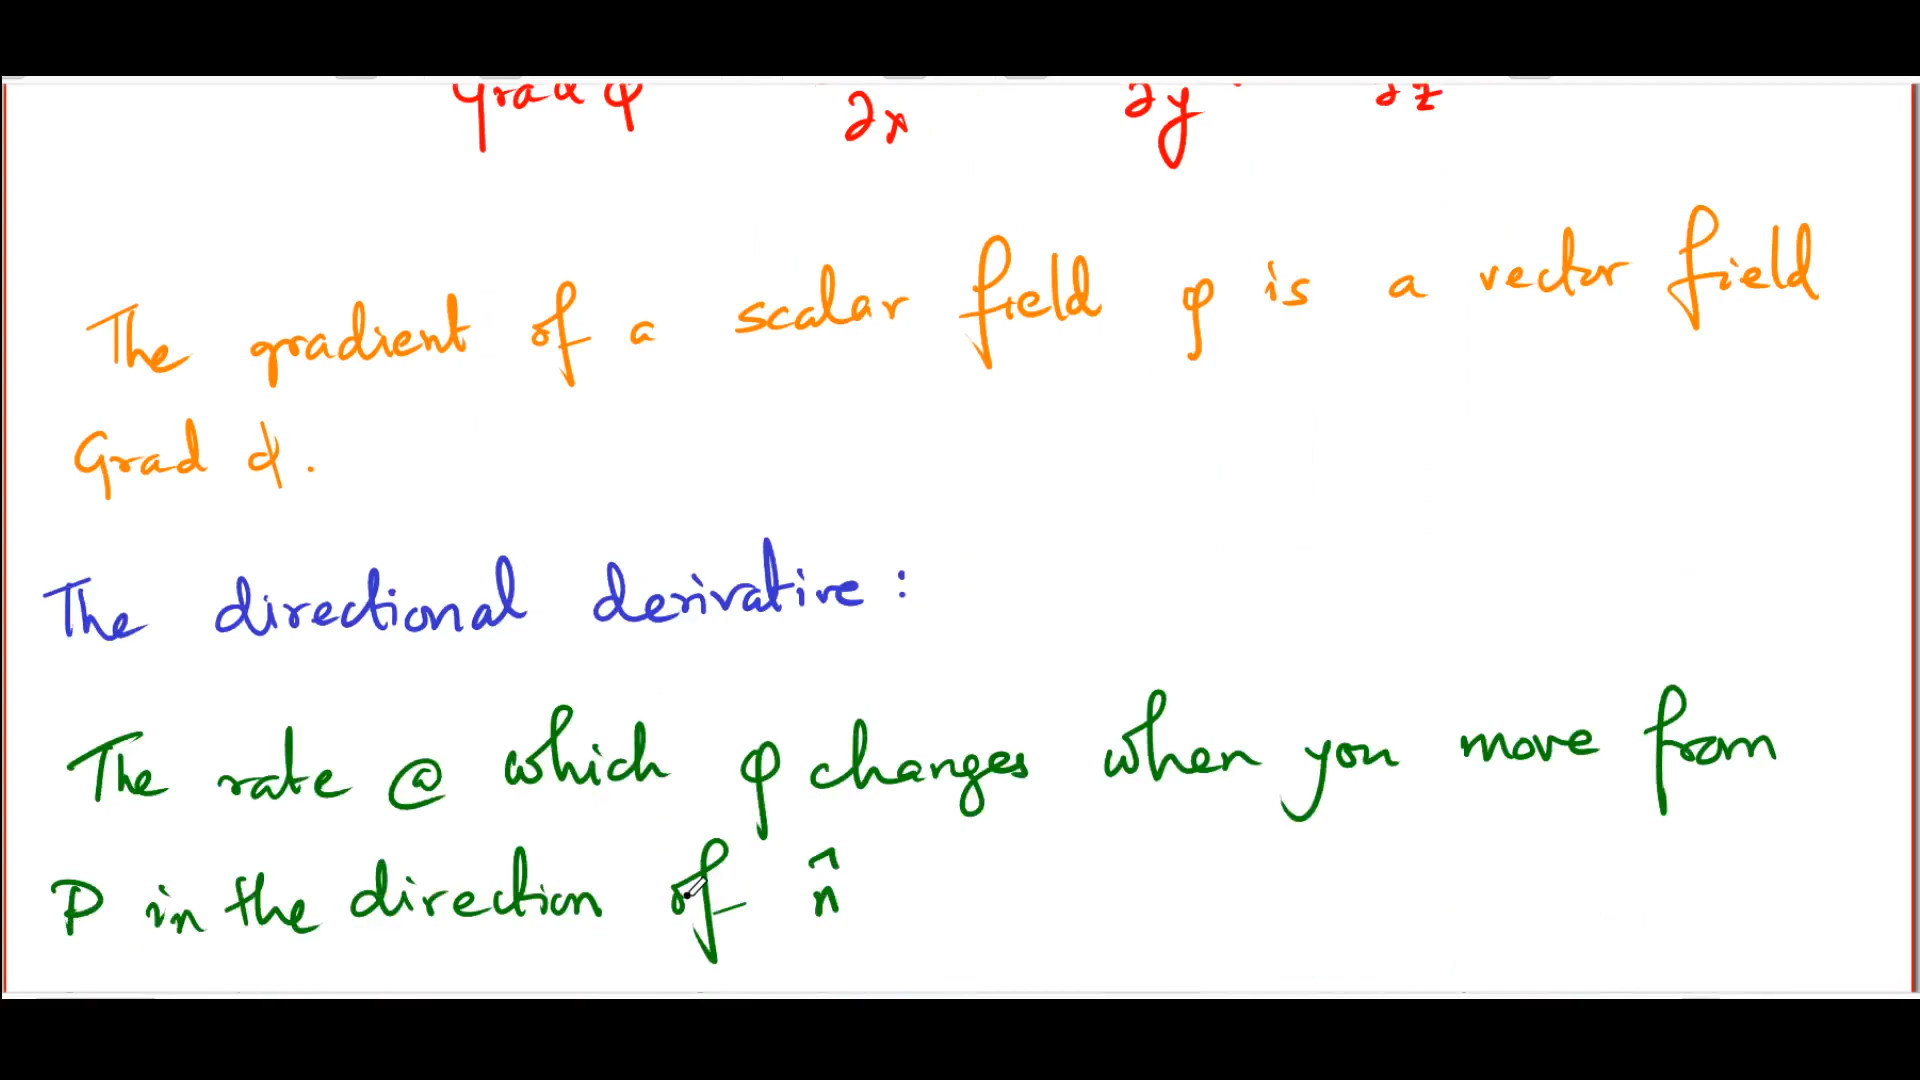 Grad φ ∂x ∂y ∂z
The gradient of a scalar field φ is a vector field
Grad φ.
The directional derivative:
The rate @ which φ changes when you move from
P in the direction of n̂